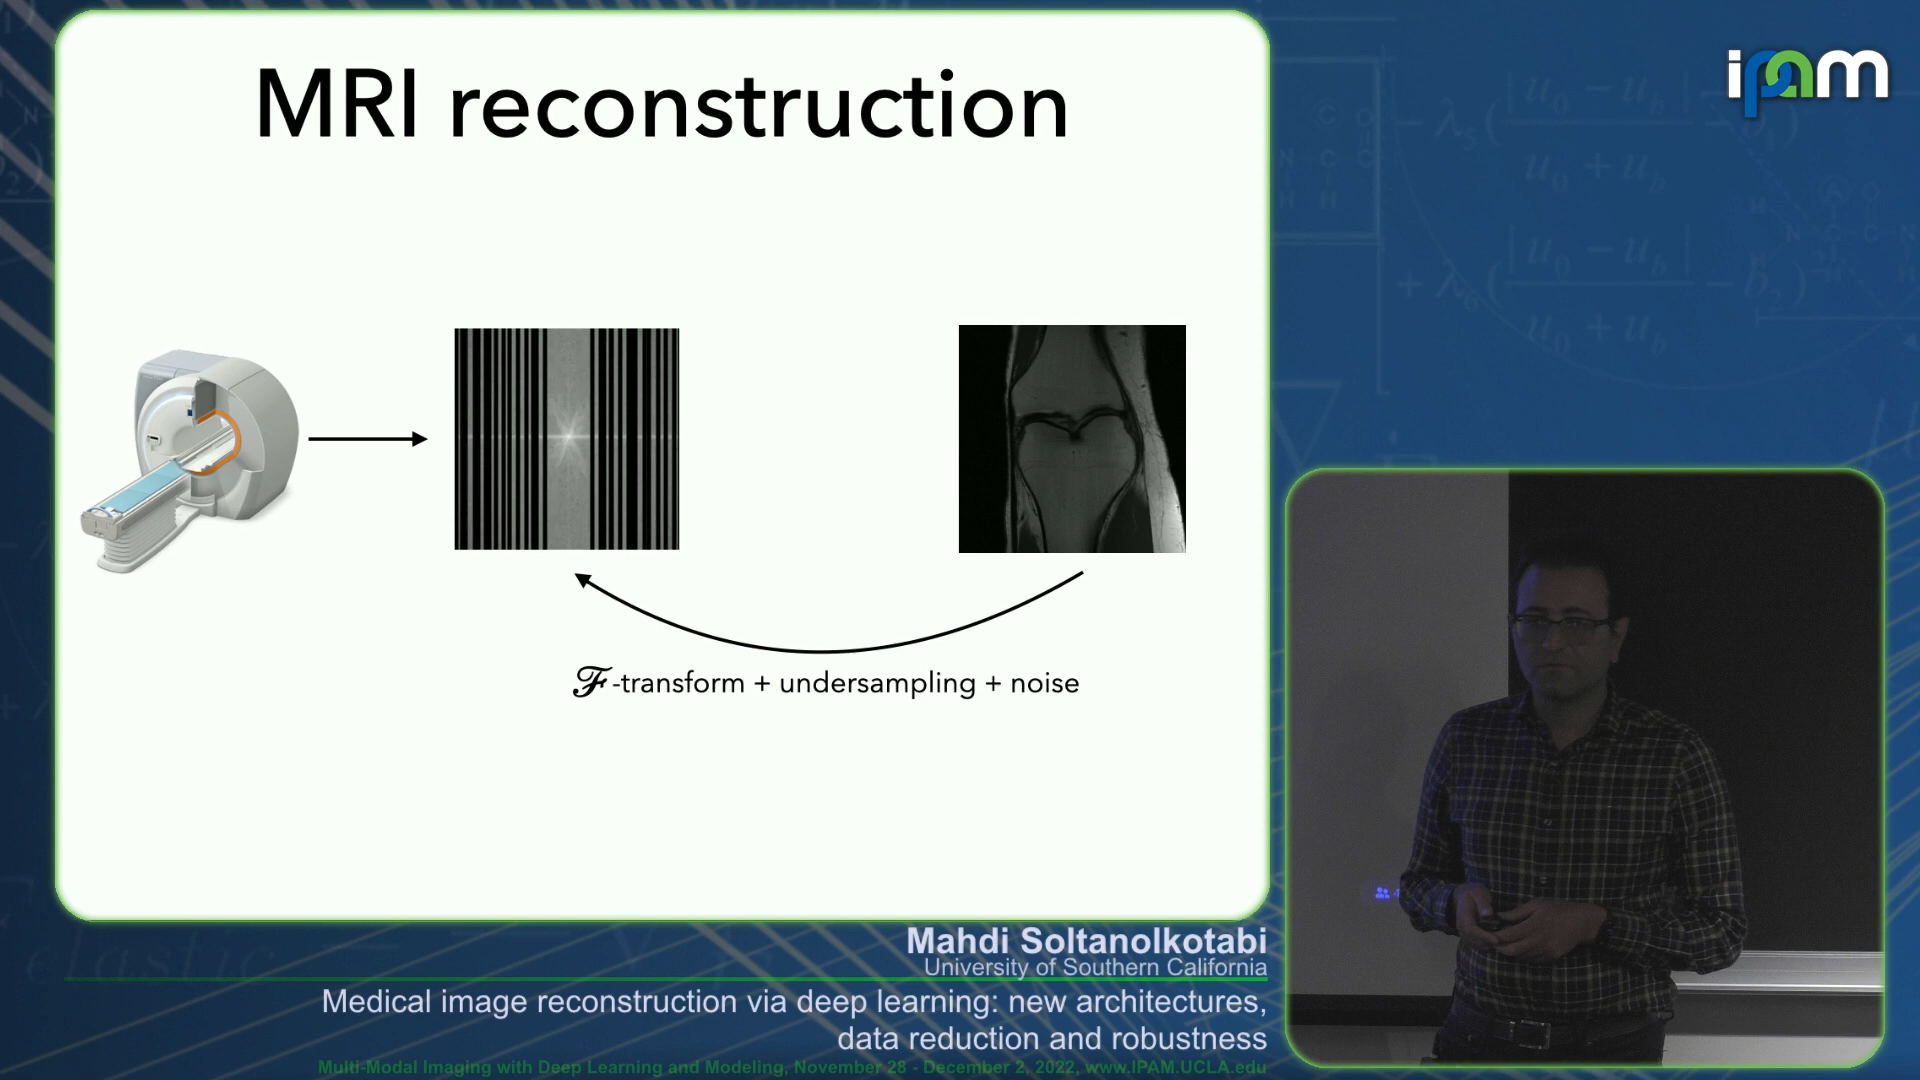 MRI reconstruction
ipam
ℱ-transform + undersampling + noise
Mahdi Soltanolkotabi
University of Southern California
Medical image reconstruction via deep learning: new architectures,
data reduction and robustness
Multi-Modal Imaging with Deep Learning and Modeling, November 28 - December 2, 2022, www.IPAM.UCLA.edu